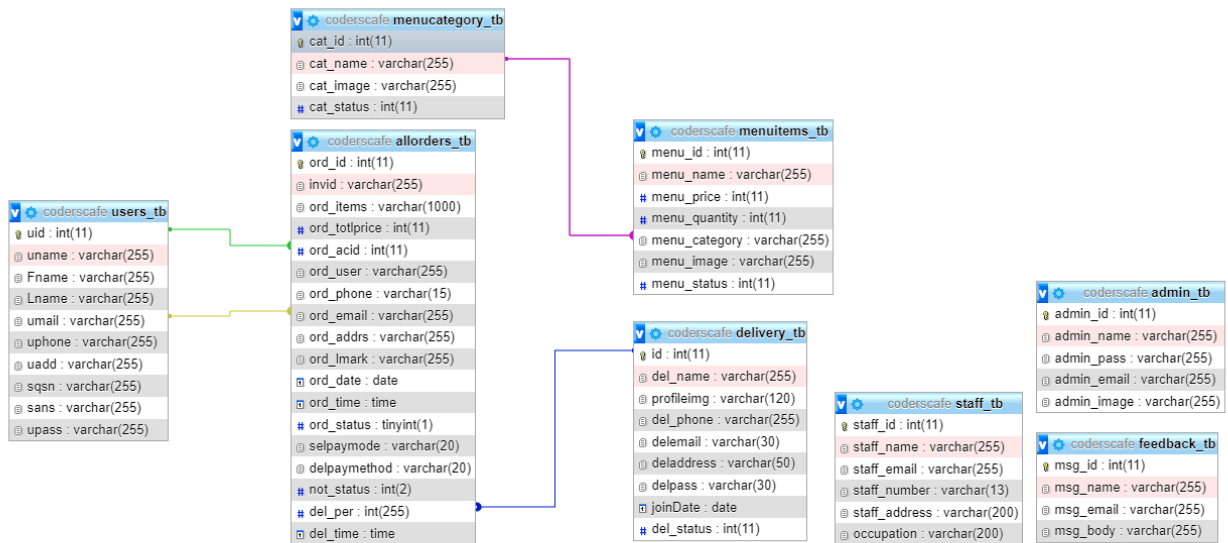 coderscafe menucategory_tb
cat_id : int(11)
cat_name : varchar(255)
cat_image : varchar(255)
cat_status : int(11)
coderscafe allorders_tb
ord_id : int(11)
invid : varchar(255)
ord_items : varchar(1000)
ord_totlprice : int(11)
ord_acid : int(11)
ord_user : varchar(255)
ord_phone : varchar(15)
ord_email : varchar(255)
ord_addrs : varchar(255)
ord_lmark : varchar(255)
ord_date : date
ord_time : time
ord_status : tinyint(1)
selpaymode : varchar(20)
delpaymethod : varchar(20)
not_status : int(2)
del_per : int(255)
del_time : time
coderscafe users_tb
uid : int(11)
uname : varchar(255)
Fname : varchar(255)
Lname : varchar(255)
umail : varchar(255)
uphone : varchar(255)
uadd : varchar(255)
sqsn : varchar(255)
sans : varchar(255)
upass : varchar(255)
coderscafe menuitems_tb
menu_id : int(11)
menu_name : varchar(255)
menu_price : int(11)
menu_quantity : int(11)
menu_category : varchar(255)
menu_image : varchar(255)
menu_status : int(11)
coderscafe delivery_tb
id : int(11)
del_name : varchar(255)
profileimg : varchar(120)
del_phone : varchar(255)
delemail : varchar(30)
deladdress : varchar(50)
delpass : varchar(30)
joinDate : date
del_status : int(11)
coderscafe staff_tb
staff_id : int(11)
staff_name : varchar(255)
staff_email : varchar(255)
staff_number : varchar(13)
staff_address : varchar(200)
occupation : varchar(200)
coderscafe admin_tb
admin_id : int(11)
admin_name : varchar(255)
admin_pass : varchar(255)
admin_email : varchar(255)
admin_image : varchar(255)
coderscafe feedback_tb
msg_id : int(11)
msg_name : varchar(255)
msg_email : varchar(255)
msg_body : varchar(255)